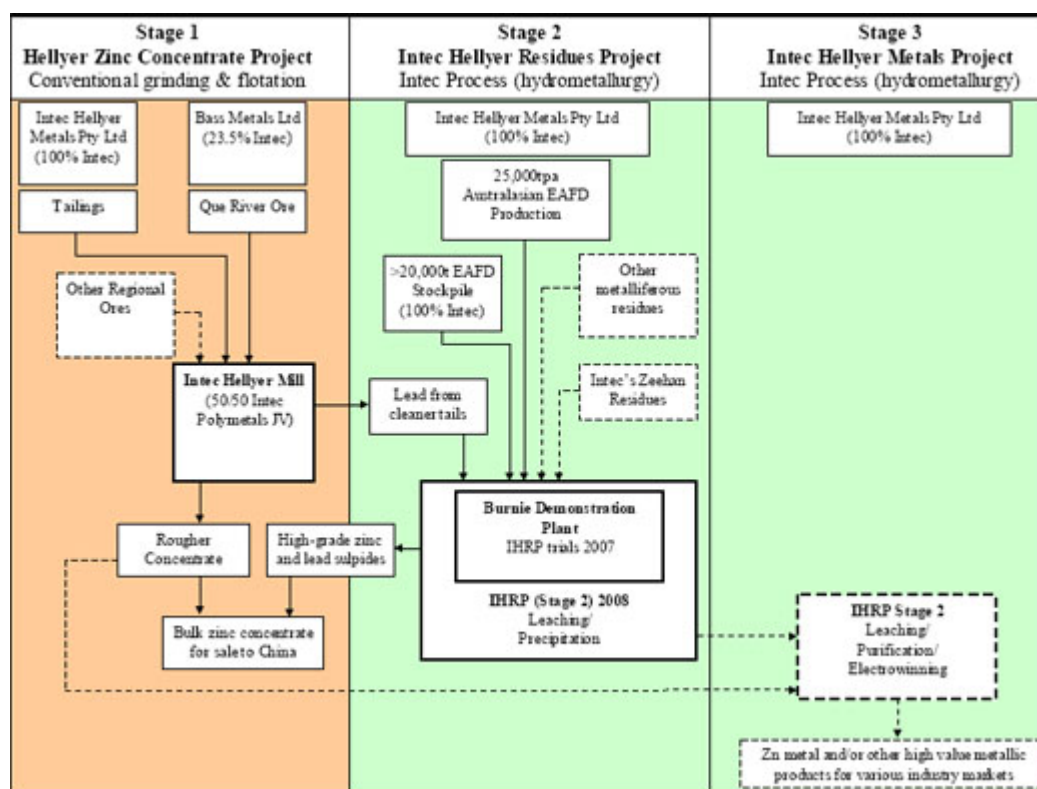 Stage 1
Hellyer Zinc Concentrate Project
Conventional grinding & flotation
Stage 2
Intec Hellyer Residues Project
Intec Process (hydrometallurgy)
Stage 3
Intec Hellyer Metals Project
Intec Process (hydrometallurgy)
Intec Hellyer
Metals Pty Ltd
(100% Intec)
Bass Metals Ltd
(23.5% Intec)
Tailings
Que River Ore
Other Regional
Ores
Intec Hellyer Mill
(50/50 Intec
Polymetals JV)
Rougher
Concentrate
High-grade zinc
and lead sulpides
Bulk zinc concentrate
for sale to China
Intec Hellyer Metals Pty Ltd
(100% Intec)
25,000tpa
Australasian EAFD
Production
>20,000t EAFD
Stockpile
(100% Intec)
Other
metalliferous
residues
Lead from
cleaner tails
Intec's Zeehan
Residues
Burnie Demonstration
Plant
IHRP trials 2007
IHRP (Stage 2) 2008
Leaching/
Precipitation
Intec Hellyer Metals Pty Ltd
(100% Intec)
IHRP Stage 2
Leaching/
Purification/
Electrowinning
Zn metal and/or other high value metallic
products for various industry markets